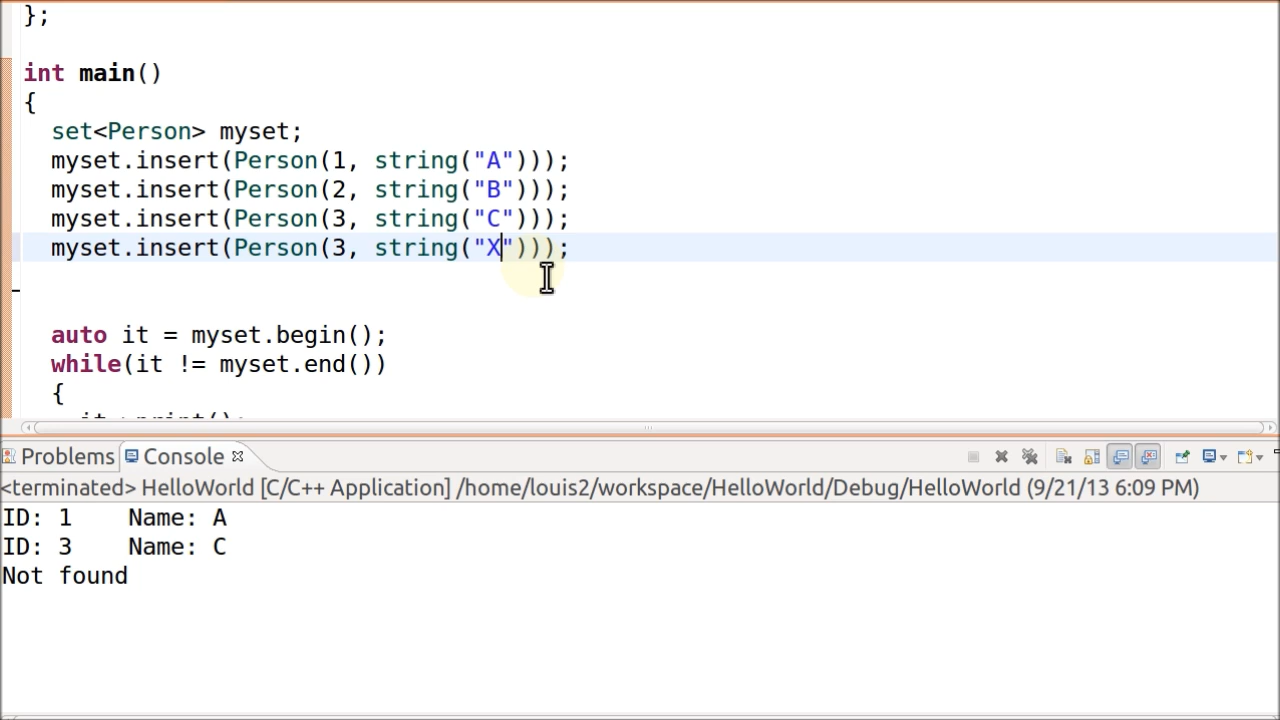 };
int main()
{
set<Person> myset;
myset.insert(Person(1, string("A")));
myset.insert(Person(2, string("B")));
myset.insert(Person(3, string("C")));
myset.insert(Person(3, string("X")));
auto it = myset.begin();
while(it != myset.end())
{
Problems Console
<terminated> HelloWorld [C/C++ Application] /home/louis2/workspace/HelloWorld/Debug/HelloWorld (9/21/13 6:09 PM)
ID: 1 Name: A
ID: 3 Name: C
Not found